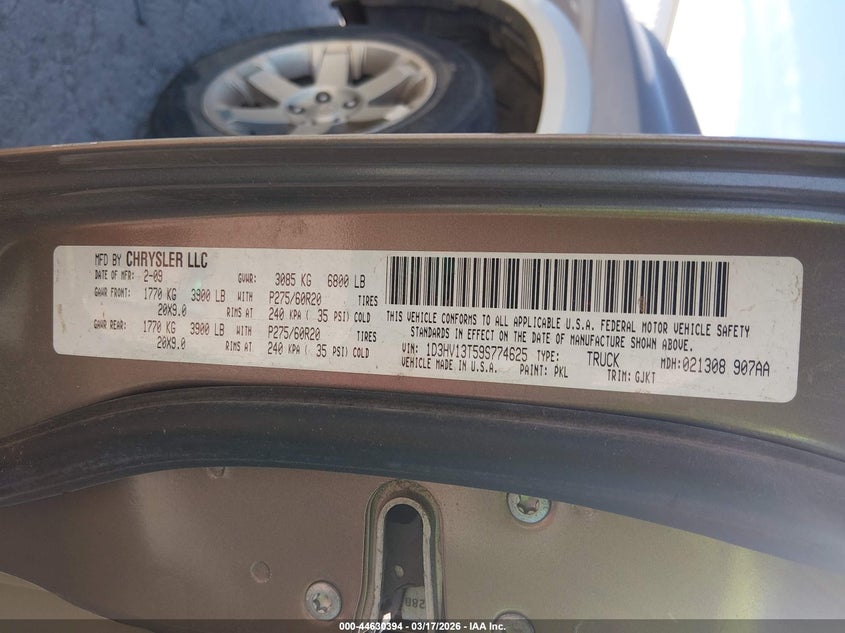 MFD BY CHRYSLER LLC
DATE OF MFR: 2-09 GVWR: 3085 KG 6800 LB
GAWR FRONT: 1770 KG 3900 LB WITH P275/60R20 TIRES
20X9.0 RIMS AT 240 KPA ( 35 PSI) COLD
GAWR REAR: 1770 KG 3900 LB WITH P275/60R20 TIRES
20X9.0 RIMS AT 240 KPA ( 35 PSI) COLD
THIS VEHICLE CONFORMS TO ALL APPLICABLE U.S.A. FEDERAL MOTOR VEHICLE SAFETY
STANDARDS IN EFFECT ON THE DATE OF MANUFACTURE SHOWN ABOVE.
VIN: 1D3HV13T59S774625 TYPE: TRUCK MDH:021308 907AA
VEHICLE MADE IN U.S.A. PAINT: PKL TRIM: GJKT
000-44630394 - 03/17/2026 - IAA Inc.